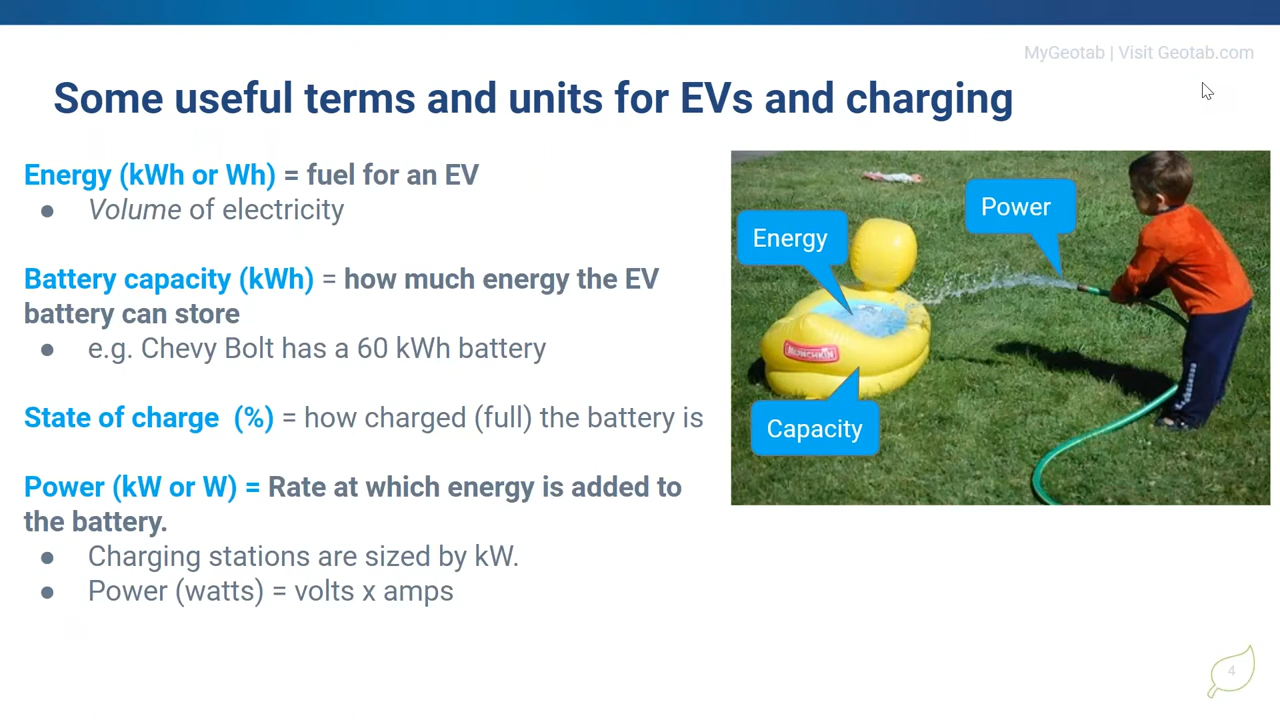 MyGeotab | Visit Geotab.com
Some useful terms and units for EVs and charging
Energy (kWh or Wh) = fuel for an EV
● Volume of electricity
Battery capacity (kWh) = how much energy the EV
battery can store
● e.g. Chevy Bolt has a 60 kWh battery
State of charge (%) = how charged (full) the battery is
Power (kW or W) = Rate at which energy is added to
the battery.
● Charging stations are sized by kW.
● Power (watts) = volts x amps
Power
Energy
MUNCHKIN
Capacity
4